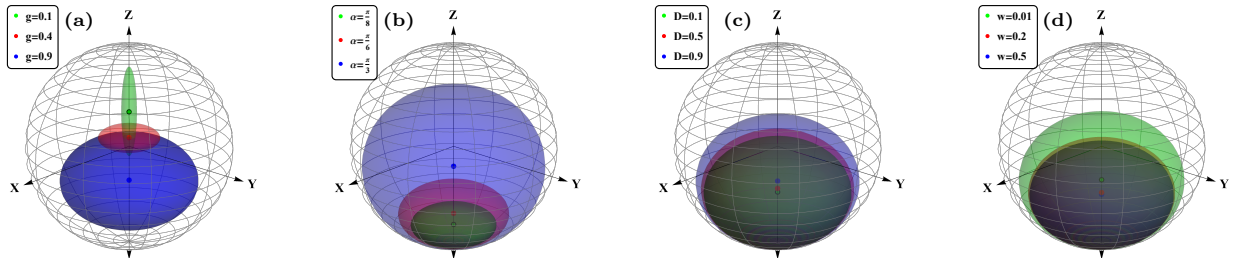 g=0.1
g=0.4
g=0.9
(a)
Z
X
Y
α=π/8
α=π/6
α=π/3
(b)
Z
X
Y
D=0.1
D=0.5
D=0.9
(c)
Z
X
Y
w=0.01
w=0.2
w=0.5
(d)
Z
X
Y